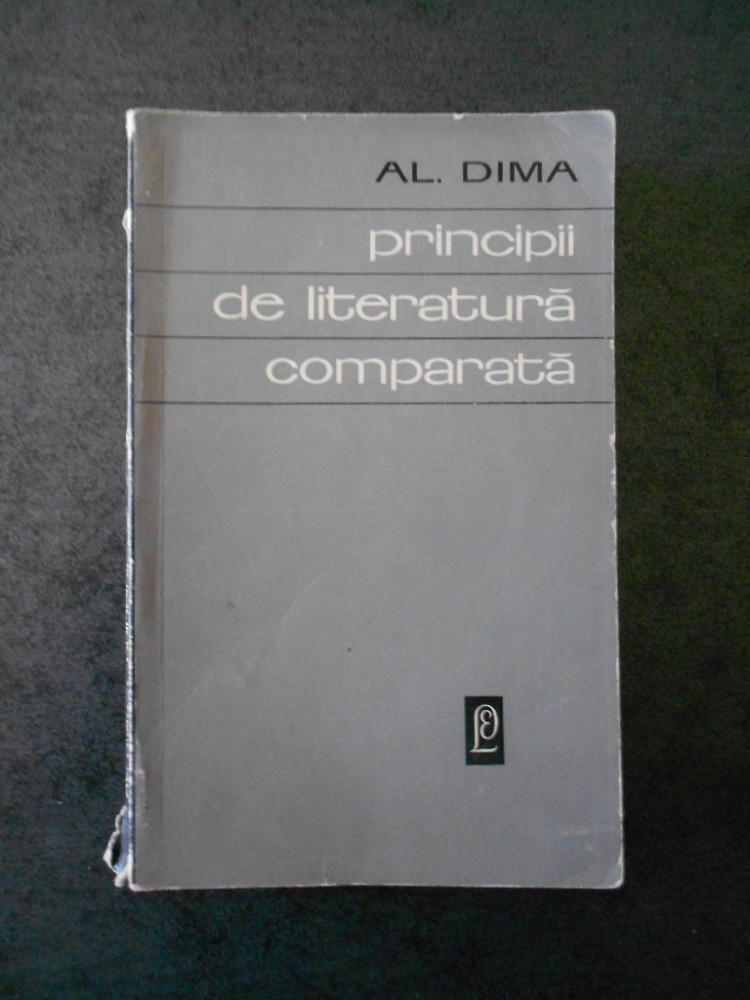 AL. DIMA
principii
de literatură
comparată